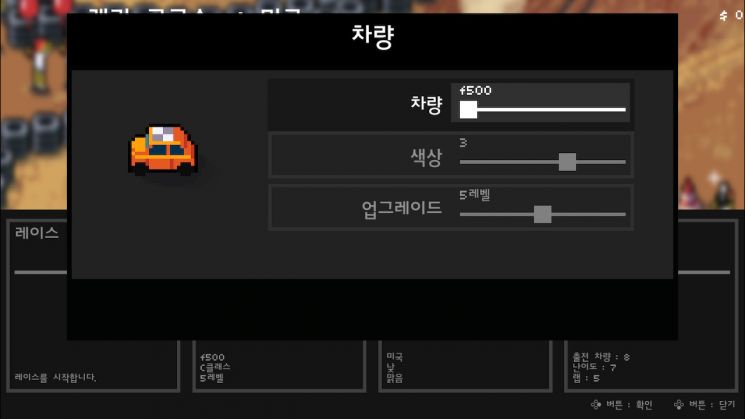 $ 0
차량
차량
f500
색상
3
업그레이드
5레벨
레이스
레이스를 시작합니다.
f500
C클래스
5레벨
미국
낮
맑음
출전 차량 : 8
난이도 : 7
랩 : 5
버튼 : 확인
버튼 : 닫기